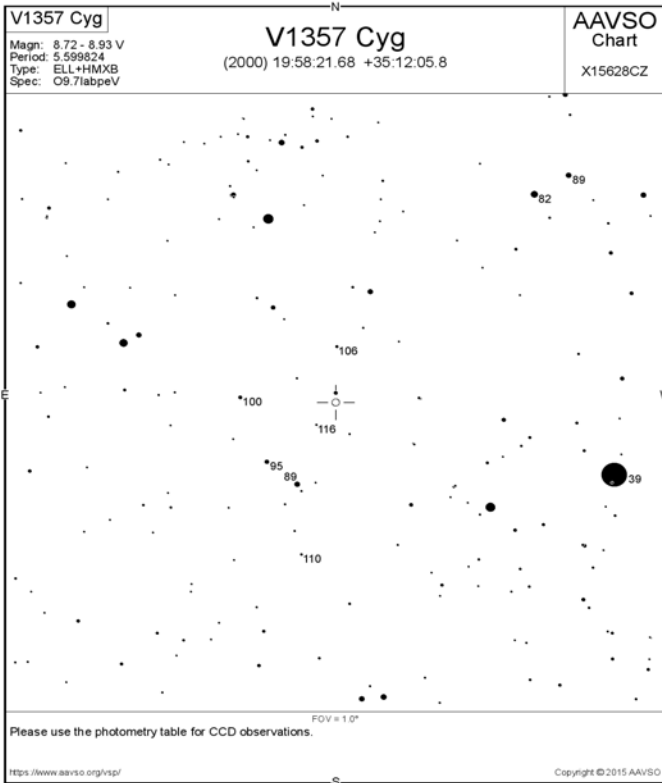 N
V1357 Cyg
Magn: 8.72 - 8.93 V
Period: 5.599824
Type: ELL+HMXB
Spec: O9.7IabpeV
V1357 Cyg
(2000) 19:58:21.68 +35:12:05.8
AAVSO
Chart
X15628CZ
89
82
106
E
100
116
95
89
39
110
FOV = 1.0°
Please use the photometry table for CCD observations.
https://www.aavso.org/vsp/
S
Copyright © 2015 AAVSO